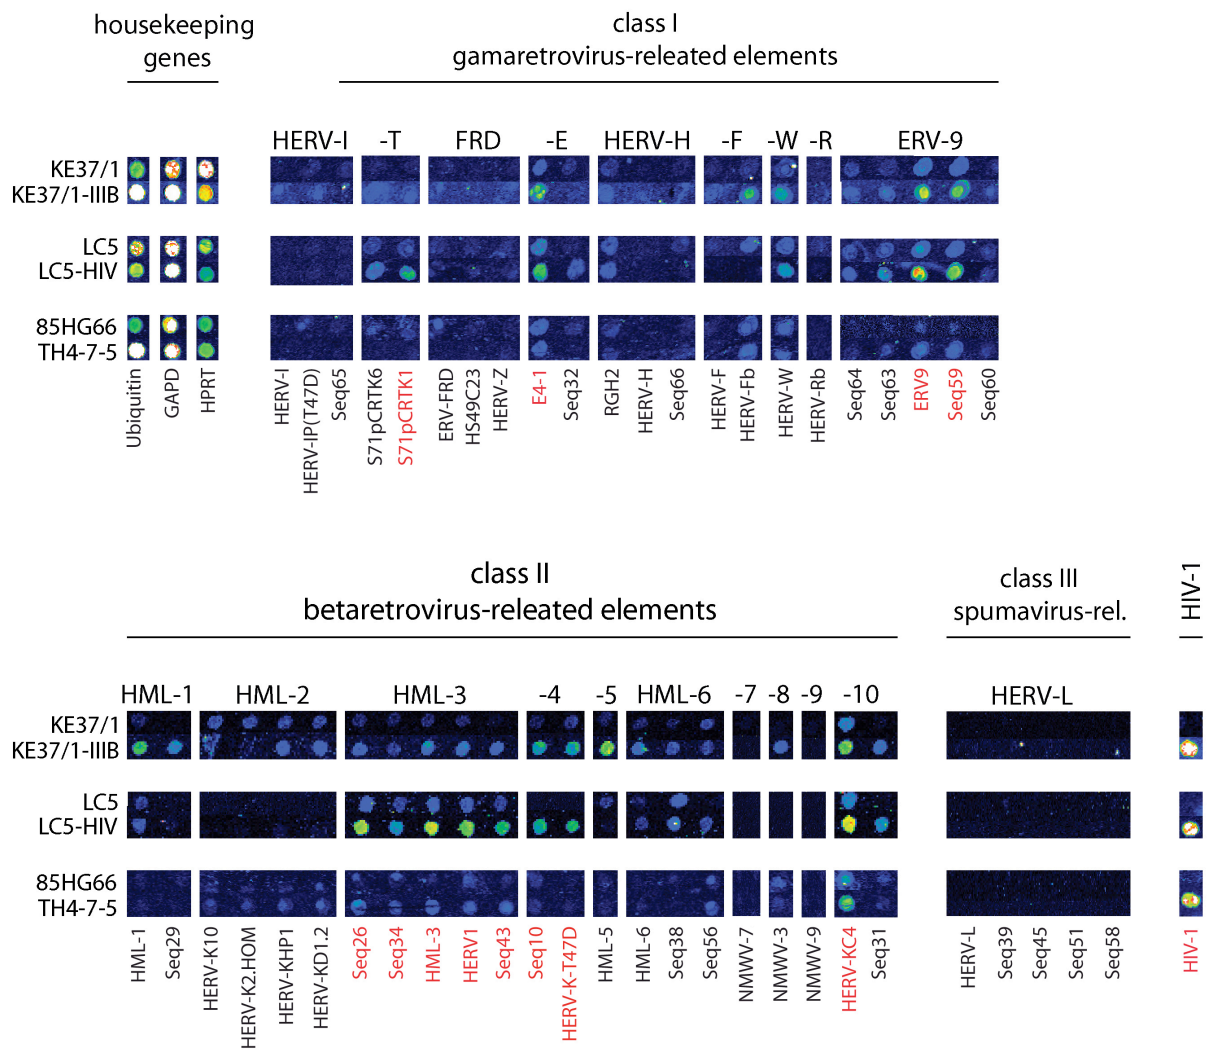 housekeeping
genes
class I
gamaretrovirus-releated elements
HERV-I -T FRD -E HERV-H -F -W -R ERV-9
KE37/1
KE37/1-IIIB
LC5
LC5-HIV
85HG66
TH4-7-5
Ubiquitin
GAPD
HPRT
HERV-I
HERV-IP(T47D)
Seq65
S71pCRTK6
S71pCRTK1
ERV-FRD
HS49C23
HERV-Z
E4-1
Seq32
RGH2
HERV-H
Seq66
HERV-F
HERV-Fb
HERV-W
HERV-Rb
Seq64
Seq63
ERV9
Seq59
Seq60
class II
betaretrovirus-releated elements
class III
spumavirus-rel.
HIV-1
HML-1 HML-2 HML-3 -4 -5 HML-6 -7 -8 -9 -10 HERV-L
KE37/1
KE37/1-IIIB
LC5
LC5-HIV
85HG66
TH4-7-5
HML-1
Seq29
HERV-K10
HERV-K2.HOM
HERV-KHP1
HERV-KD1.2
Seq26
Seq34
HML-3
HERV1
Seq43
Seq10
HERV-K-T47D
HML-5
HML-6
Seq38
Seq56
NMWV-7
NMWV-3
NMWV-9
HERV-KC4
Seq31
HERV-L
Seq39
Seq45
Seq51
Seq58
HIV-1